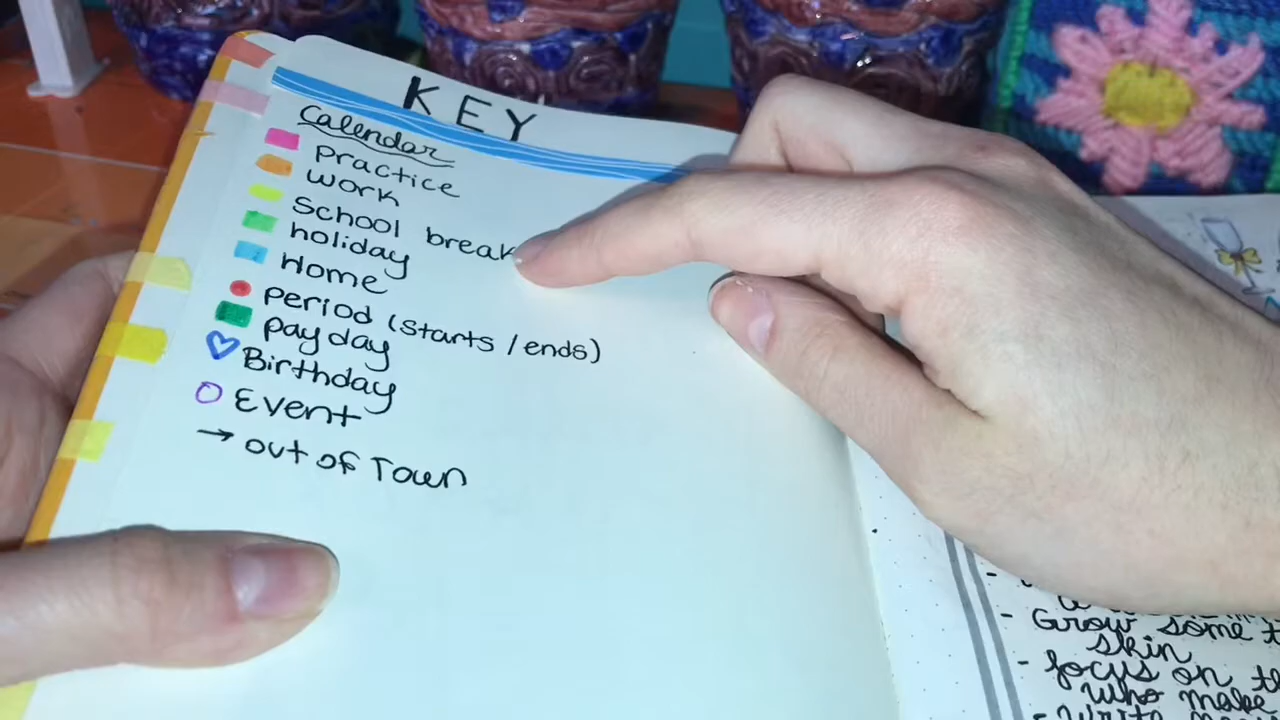 KEY
Calendar
practice
work
School break
holiday
Home
period (starts/ends)
pay day
Birthday
Event
→ out of Town
- Grow some
skin
- focus on
who make
- Write